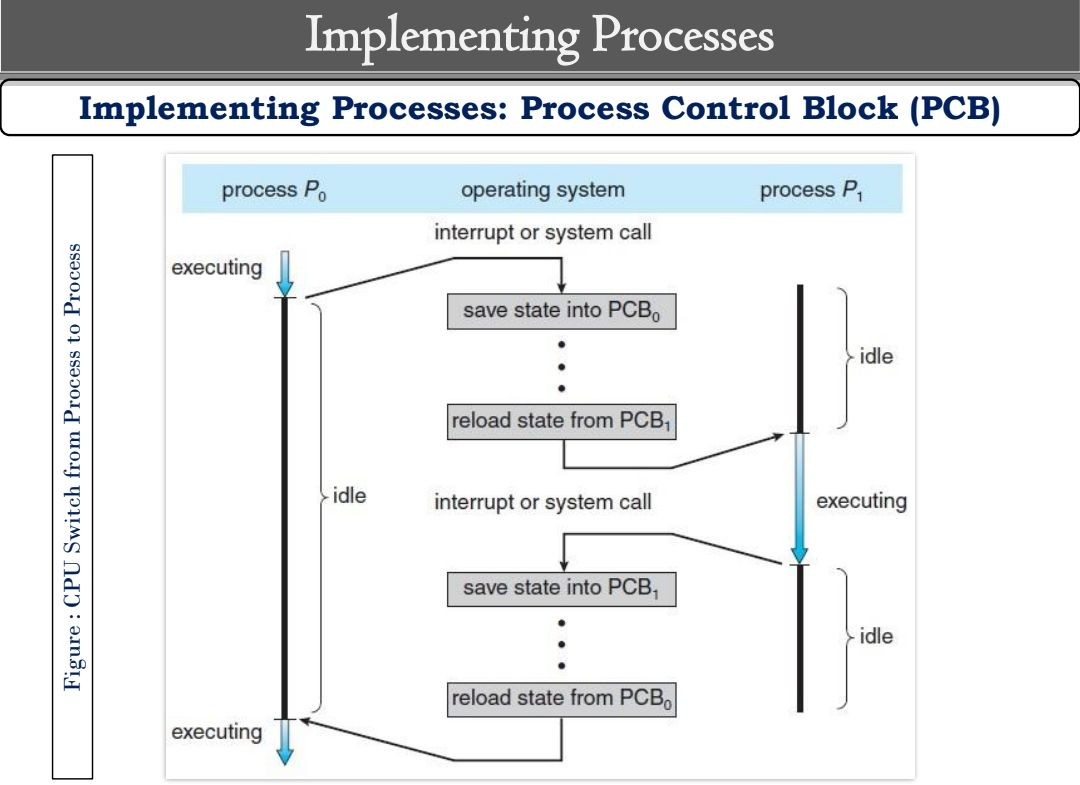 Implementing Processes
Implementing Processes: Process Control Block (PCB)
Figure : CPU Switch from Process to Process
process P₀
operating system
process P₁
interrupt or system call
executing
save state into PCB₀
idle
reload state from PCB₁
idle
interrupt or system call
executing
save state into PCB₁
idle
reload state from PCB₀
executing